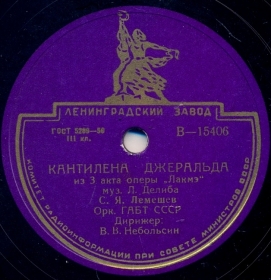 ЛЕНИНГРАДСКИЙ ЗАВОД
ГОСТ 5289-56
III кл.
В—15406
КАНТИЛЕНА ДЖЕРАЛЬДА
из 3 акта оперы „Лакмэ"
муз. Л. Делиба
С. Я. Лемешев
Орк. ГАБТ СССР
Дирижер:
В. В. Небольсин
КОМИТЕТ РАДИОИНФОРМАЦИИ ПРИ СОВЕТЕ МИНИСТРОВ СССР